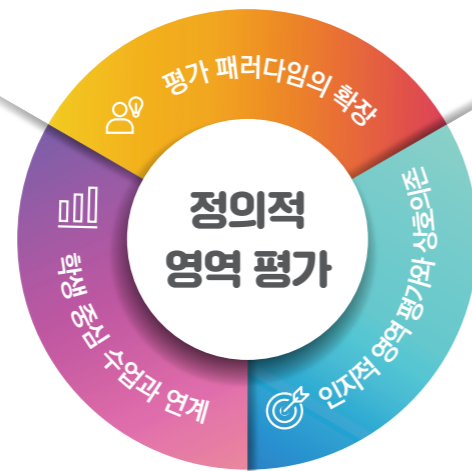 평가 패러다임의 확장
정의적
영역 평가
학생 중심 수업과 연계
인지적 영역 평가와 상호의존